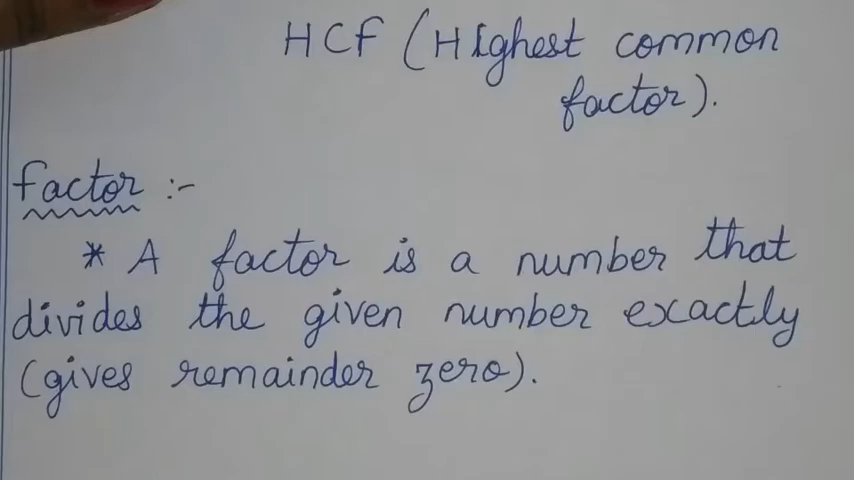 HCF (Highest common
factor).
factor :-
* A factor is a number that
divides the given number exactly
(gives remainder zero).